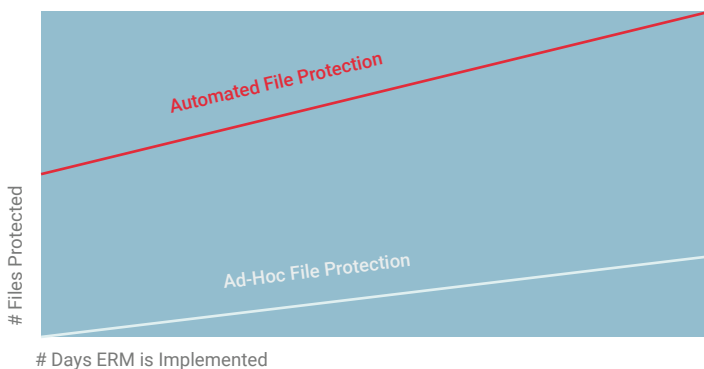 Automated File Protection
Ad-Hoc File Protection
# Files Protected
# Days ERM is Implemented